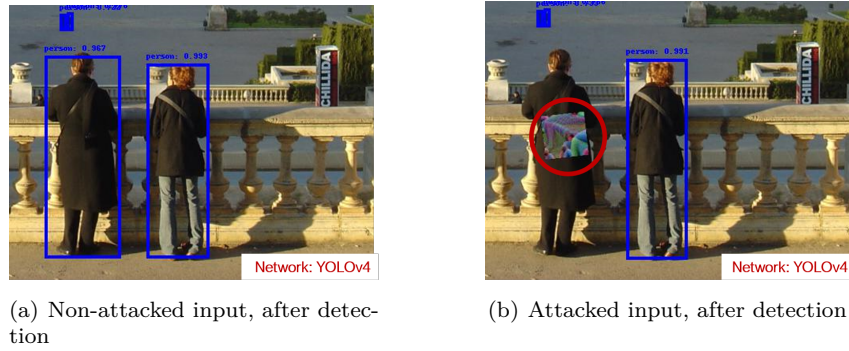 person: 0.967
person: 0.993
CHILLIDA
Network: YOLOv4
(a) Non-attacked input, after detec-
tion
person: 0.991
CHILLIDA
Network: YOLOv4
(b) Attacked input, after detection